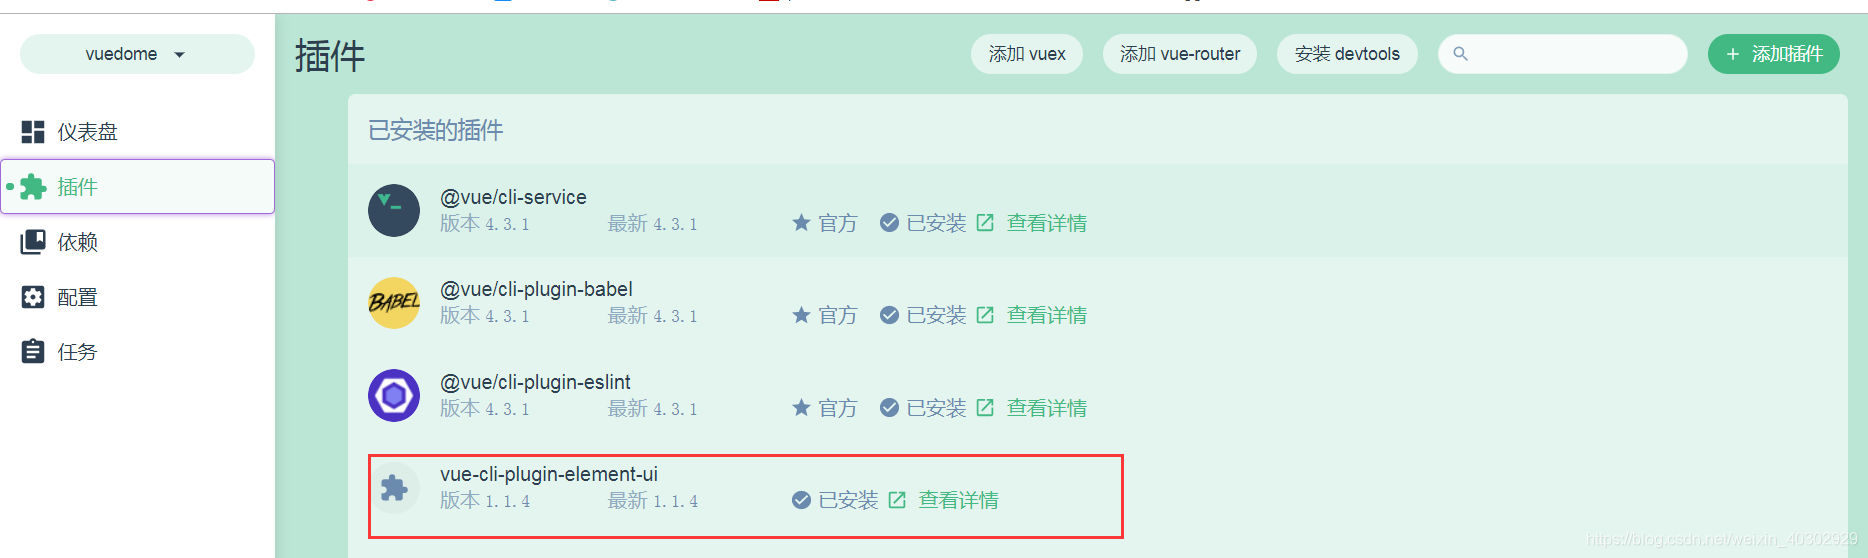 vuedome
仪表盘
插件
依赖
配置
任务
插件
添加 vuex
添加 vue-router
安装 devtools
添加插件
已安装的插件
@vue/cli-service
版本 4.3.1 最新 4.3.1 官方 已安装 查看详情
BABEL
@vue/cli-plugin-babel
版本 4.3.1 最新 4.3.1 官方 已安装 查看详情
@vue/cli-plugin-eslint
版本 4.3.1 最新 4.3.1 官方 已安装 查看详情
vue-cli-plugin-element-ui
版本 1.1.4 最新 1.1.4 已安装 查看详情
https://blog.csdn.net/weixin_40302929